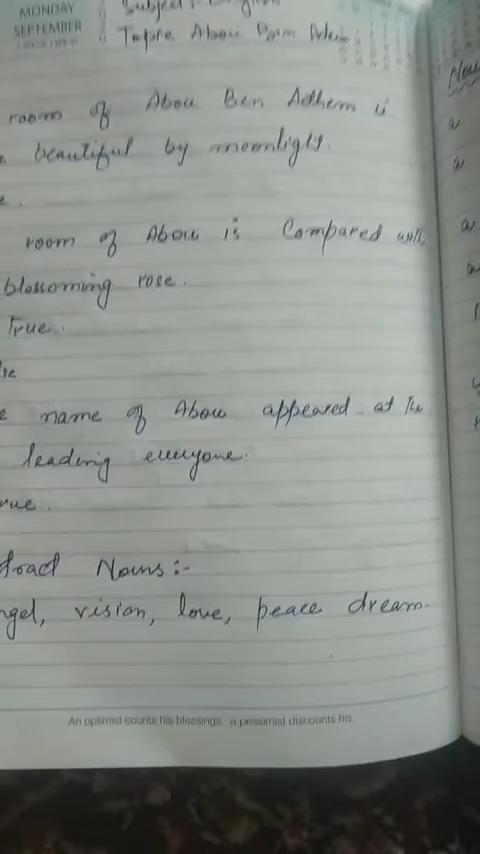 MONDAY
SEPTEMBER
Subject:
Topic Abou
room of Abou Ben Adhem is
beautiful by moonlight.
e.
room of Abou is Compared with
blossoming rose.
True.
name of Abou appeared at the
leading everyone.
rue.
Nouns:-
ngel, vision, love, peace dream.
An optimist counts his blessings; a pessimist discounts his.
Nou